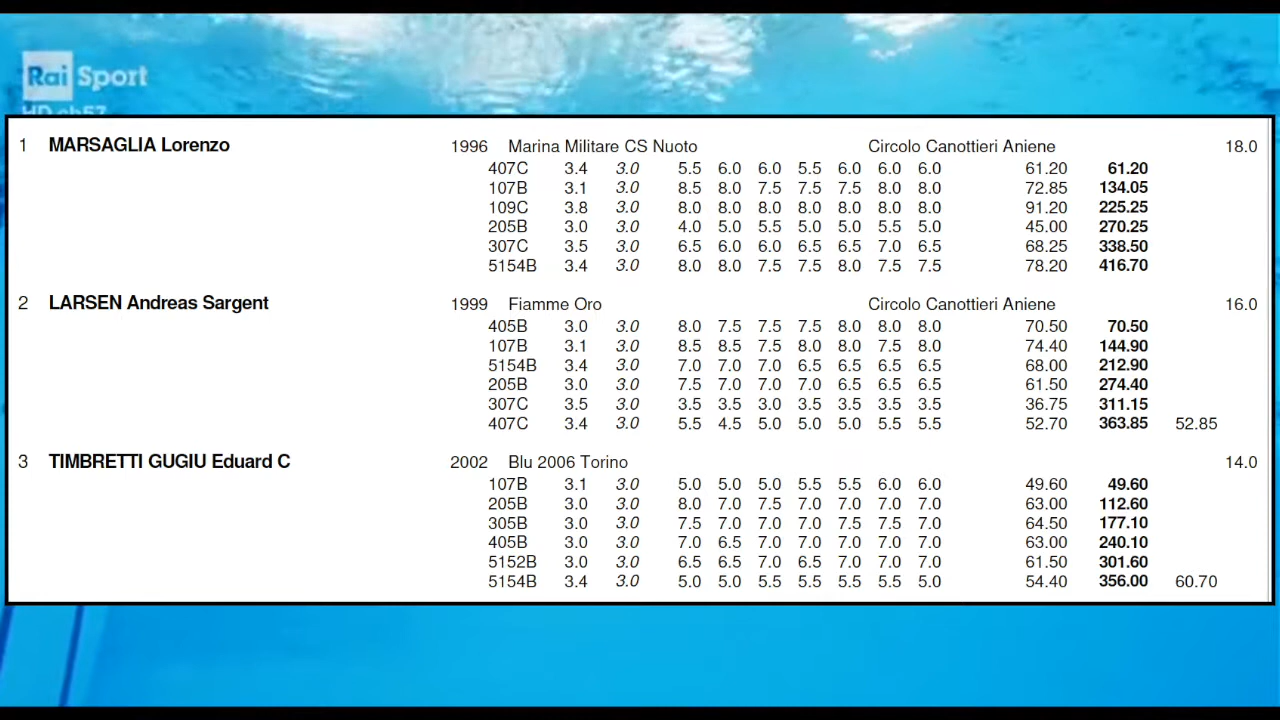 Rai Sport
HD ch57
1 MARSAGLIA Lorenzo 1996 Marina Militare CS Nuoto Circolo Canottieri Aniene 18.0
407C 3.4 3.0 5.5 6.0 6.0 5.5 6.0 6.0 6.0 61.20 61.20
107B 3.1 3.0 8.5 8.0 7.5 7.5 7.5 8.0 8.0 72.85 134.05
109C 3.8 3.0 8.0 8.0 8.0 8.0 8.0 8.0 8.0 91.20 225.25
205B 3.0 3.0 4.0 5.0 5.5 5.0 5.0 5.5 5.0 45.00 270.25
307C 3.5 3.0 6.5 6.0 6.0 6.5 6.5 7.0 6.5 68.25 338.50
5154B 3.4 3.0 8.0 8.0 7.5 7.5 8.0 7.5 7.5 78.20 416.70
2 LARSEN Andreas Sargent 1999 Fiamme Oro Circolo Canottieri Aniene 16.0
405B 3.0 3.0 8.0 7.5 7.5 7.5 8.0 8.0 8.0 70.50 70.50
107B 3.1 3.0 8.5 8.5 7.5 8.0 8.0 7.5 8.0 74.40 144.90
5154B 3.4 3.0 7.0 7.0 7.0 6.5 6.5 6.5 6.5 68.00 212.90
205B 3.0 3.0 7.5 7.0 7.0 7.0 6.5 6.5 6.5 61.50 274.40
307C 3.5 3.0 3.5 3.5 3.0 3.5 3.5 3.5 3.5 36.75 311.15
407C 3.4 3.0 5.5 4.5 5.0 5.0 5.0 5.5 5.5 52.70 363.85 52.85
3 TIMBRETTI GUGIU Eduard C 2002 Blu 2006 Torino 14.0
107B 3.1 3.0 5.0 5.0 5.0 5.5 5.5 6.0 6.0 49.60 49.60
205B 3.0 3.0 8.0 7.0 7.5 7.0 7.0 7.0 7.0 63.00 112.60
305B 3.0 3.0 7.5 7.0 7.0 7.0 7.5 7.5 7.0 64.50 177.10
405B 3.0 3.0 7.0 6.5 7.0 7.0 7.0 7.0 7.0 63.00 240.10
5152B 3.0 3.0 6.5 6.5 7.0 6.5 7.0 7.0 7.0 61.50 301.60
5154B 3.4 3.0 5.0 5.0 5.5 5.5 5.5 5.5 5.0 54.40 356.00 60.70